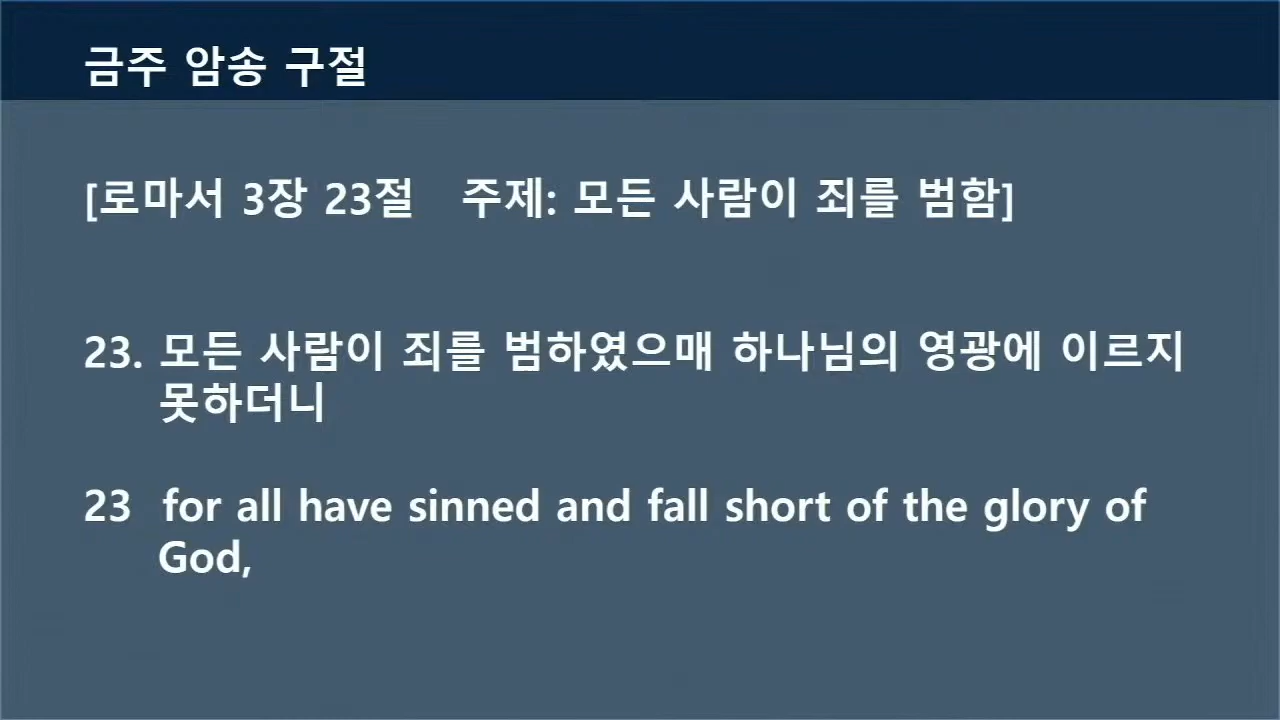 금주 암송 구절
[로마서 3장 23절 주제: 모든 사람이 죄를 범함]
23. 모든 사람이 죄를 범하였으매 하나님의 영광에 이르지
못하더니
23 for all have sinned and fall short of the glory of
God,